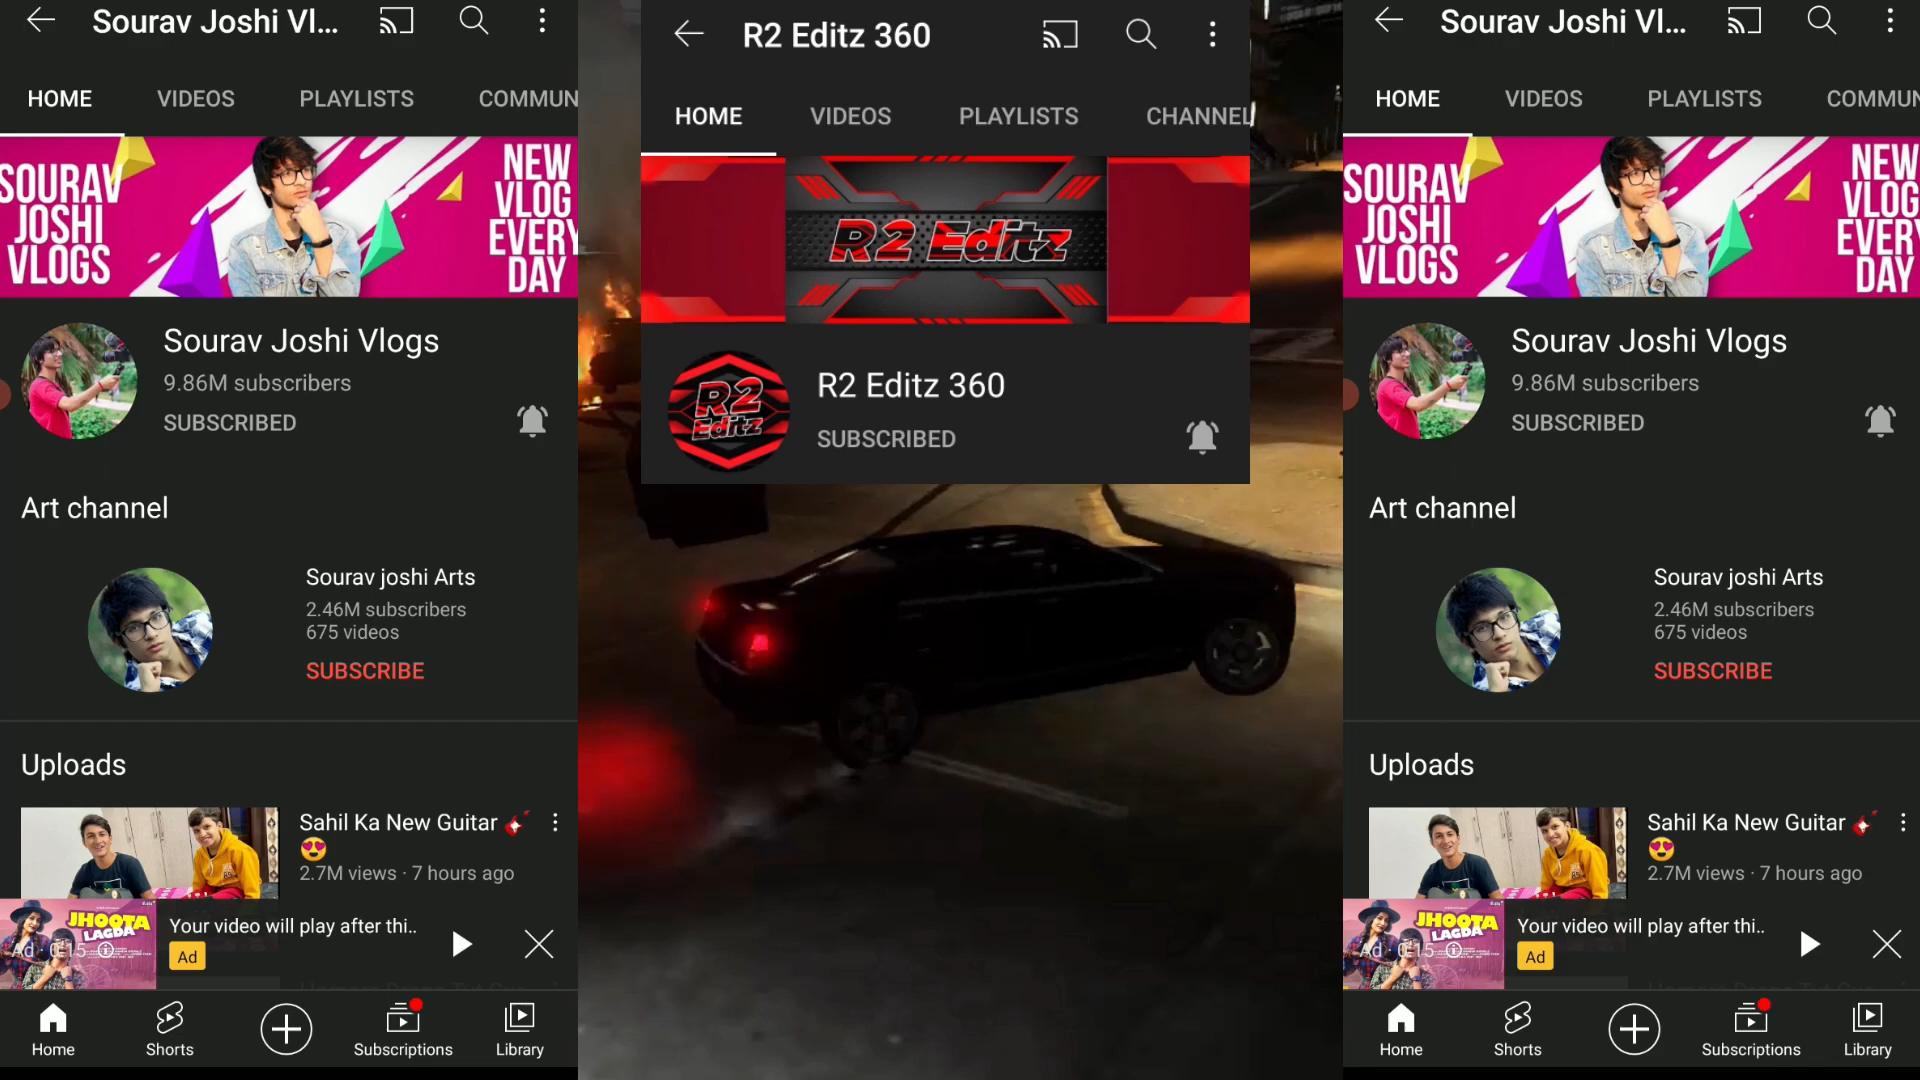 Sourav Joshi Vl...
HOME VIDEOS PLAYLISTS COMMUN
SOURAV
JOSHI
VLOGS
NEW
VLOG
EVERY
DAY
Sourav Joshi Vlogs
9.86M subscribers
SUBSCRIBED
Art channel
Sourav joshi Arts
2.46M subscribers
675 videos
SUBSCRIBE
Uploads
Sahil Ka New Guitar 🎸
😍
2.7M views · 7 hours ago
JHOOTA
LAGDA
Ad · 0:15
Your video will play after thi..
Ad
Home Shorts Subscriptions Library
R2 Editz 360
HOME VIDEOS PLAYLISTS CHANNEL
R2 Editz
R2
Editz
R2 Editz 360
SUBSCRIBED
Sourav Joshi Vl...
HOME VIDEOS PLAYLISTS COMMUN
SOURAV
JOSHI
VLOGS
NEW
VLOG
EVERY
DAY
Sourav Joshi Vlogs
9.86M subscribers
SUBSCRIBED
Art channel
Sourav joshi Arts
2.46M subscribers
675 videos
SUBSCRIBE
Uploads
Sahil Ka New Guitar 🎸
😍
2.7M views · 7 hours ago
JHOOTA
LAGDA
Ad · 0:15
Your video will play after thi..
Ad
Home Shorts Subscriptions Library